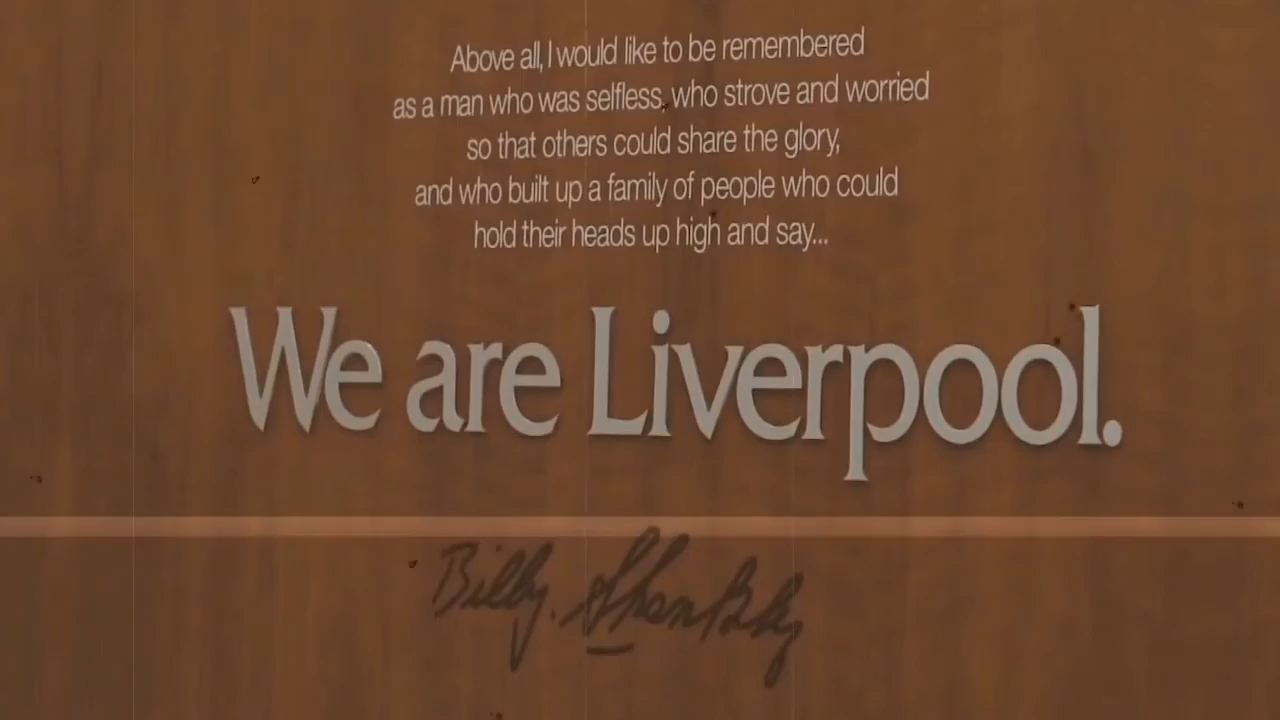 Above all, I would like to be remembered
as a man who was selfless, who strove and worried
so that others could share the glory,
and who built up a family of people who could
hold their heads up high and say...
We are Liverpool.
Billy Shankly